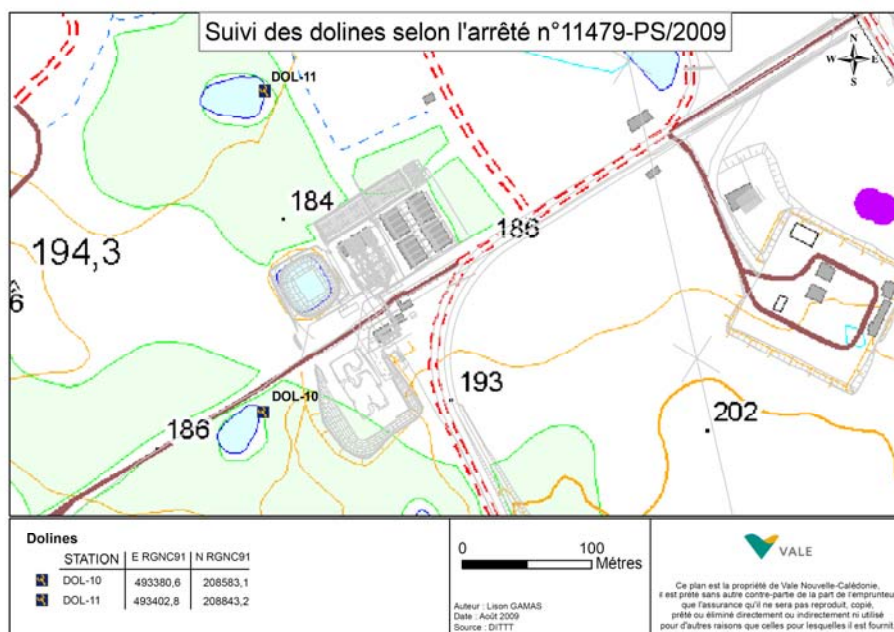 Suivi des dolines selon l'arrêté n°11479-PS/2009
N
W E
S
DOL-11
184
194,3
6
186
193
DOL-10
186
202
Dolines
STATION E RGNC91 N RGNC91
DOL-10 493380,6 208583,1
DOL-11 493402,8 208843,2
0 100
Métres
Auteur : Lison GAMAS
Date : Août 2009
Source : DITTT
VALE
Ce plan est la propriété de Vale Nouvelle-Calédonie,
il est prété sans autre contre-partie de la part de l'emprunteu
que l'assurance qu'il ne sera pas reproduit, copié,
prété ou éliminé directement ou indirectement ni utilisé
pour d'autres raisons que celles pour lesquelles il est fournit